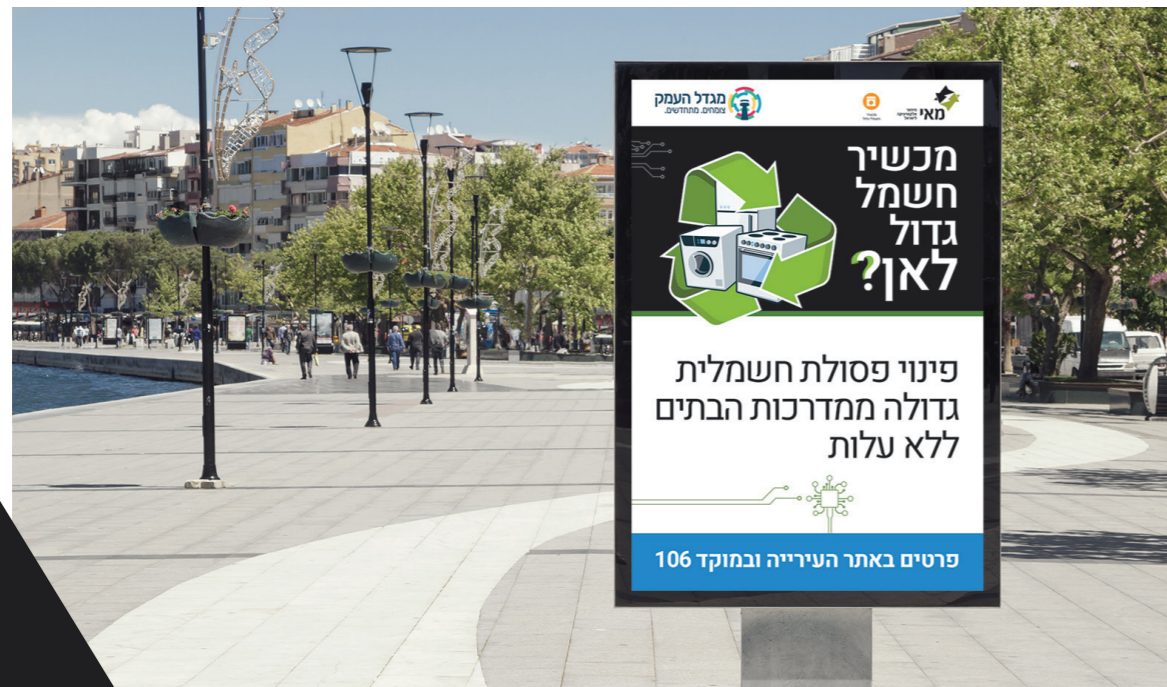 מגדל העמק
צומחים. מתחדשים.
מאי
מכשיר
חשמל
גדול
לאן?
פינוי פסולת חשמלית
גדולה ממדרכות הבתים
ללא עלות
פרטים באתר העירייה ובמוקד 106